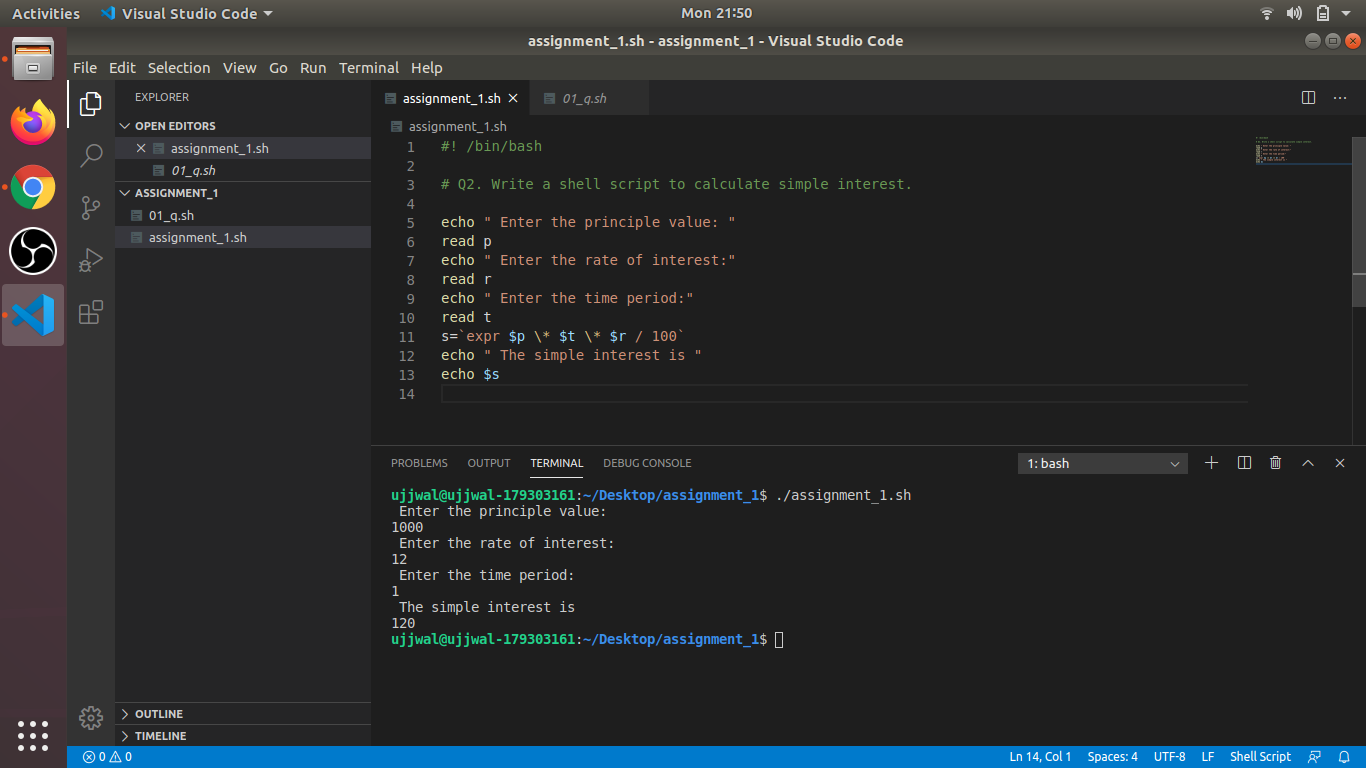 Activities Visual Studio Code Mon 21:50
assignment_1.sh - assignment_1 - Visual Studio Code
File Edit Selection View Go Run Terminal Help
EXPLORER
OPEN EDITORS
assignment_1.sh
01_q.sh
ASSIGNMENT_1
01_q.sh
assignment_1.sh
OUTLINE
TIMELINE
assignment_1.sh 01_q.sh
assignment_1.sh
1 #! /bin/bash
2
3 # Q2. Write a shell script to calculate simple interest.
4
5 echo " Enter the principle value: "
6 read p
7 echo " Enter the rate of interest:"
8 read r
9 echo " Enter the time period:"
10 read t
11 s=`expr $p \* $t \* $r / 100`
12 echo " The simple interest is "
13 echo $s
14
PROBLEMS OUTPUT TERMINAL DEBUG CONSOLE 1: bash
ujjwal@ujjwal-179303161:~/Desktop/assignment_1$ ./assignment_1.sh
Enter the principle value:
1000
Enter the rate of interest:
12
Enter the time period:
1
The simple interest is
120
ujjwal@ujjwal-179303161:~/Desktop/assignment_1$
0 0 Ln 14, Col 1 Spaces: 4 UTF-8 LF Shell Script